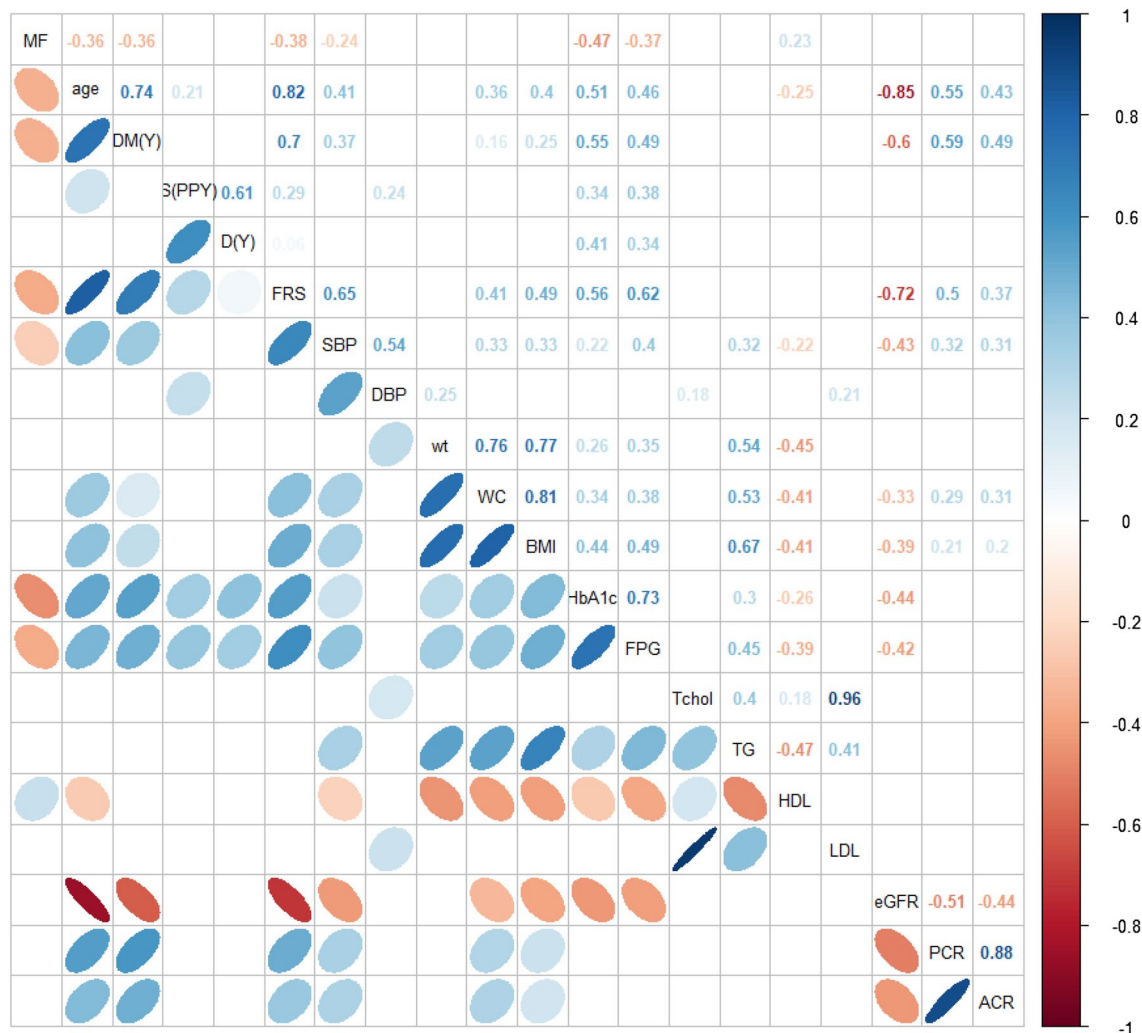 MF -0.36 -0.36 -0.38 -0.24 -0.47 -0.37 0.23
age 0.74 0.21 0.82 0.41 0.36 0.4 0.51 0.46 -0.25 -0.85 0.55 0.43
DM(Y) 0.7 0.37 0.16 0.25 0.55 0.49 -0.6 0.59 0.49
S(PPY) 0.61 0.29 0.24 0.34 0.38
D(Y) 0.06 0.41 0.34
FRS 0.65 0.41 0.49 0.56 0.62 -0.72 0.5 0.37
SBP 0.54 0.33 0.33 0.22 0.4 0.32 -0.22 -0.43 0.32 0.31
DBP 0.25 0.18 0.21
wt 0.76 0.77 0.26 0.35 0.54 -0.45
WC 0.81 0.34 0.38 0.53 -0.41 -0.33 0.29 0.31
BMI 0.44 0.49 0.67 -0.41 -0.39 0.21 0.2
HbA1c 0.73 0.3 -0.26 -0.44
FPG 0.45 -0.39 -0.42
Tchol 0.4 0.18 0.96
TG -0.47 0.41
HDL
LDL
eGFR -0.51 -0.44
PCR 0.88
ACR
1
0.8
0.6
0.4
0.2
0
-0.2
-0.4
-0.6
-0.8
-1